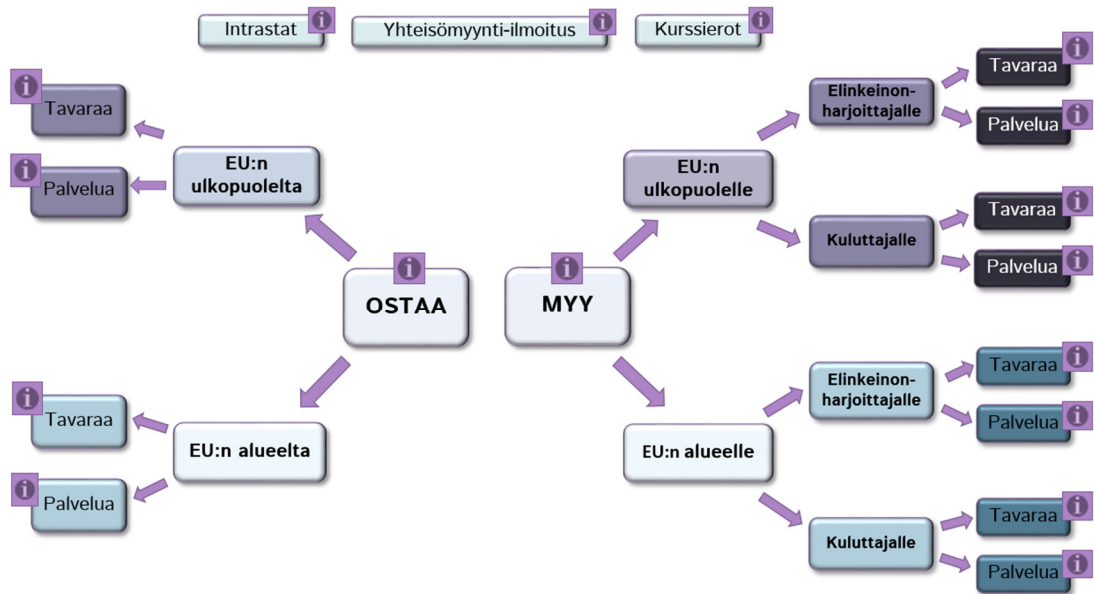 Intrastat
Yhteisömyynti-ilmoitus
Kurssierot
Tavaraa
Palvelua
EU:n
ulkopuolelta
OSTAA
EU:n alueelta
Tavaraa
Palvelua
MYY
EU:n
ulkopuolelle
Elinkeinon-
harjoittajalle
Tavaraa
Palvelua
Kuluttajalle
Tavaraa
Palvelua
EU:n alueelle
Elinkeinon-
harjoittajalle
Tavaraa
Palvelua
Kuluttajalle
Tavaraa
Palvelua